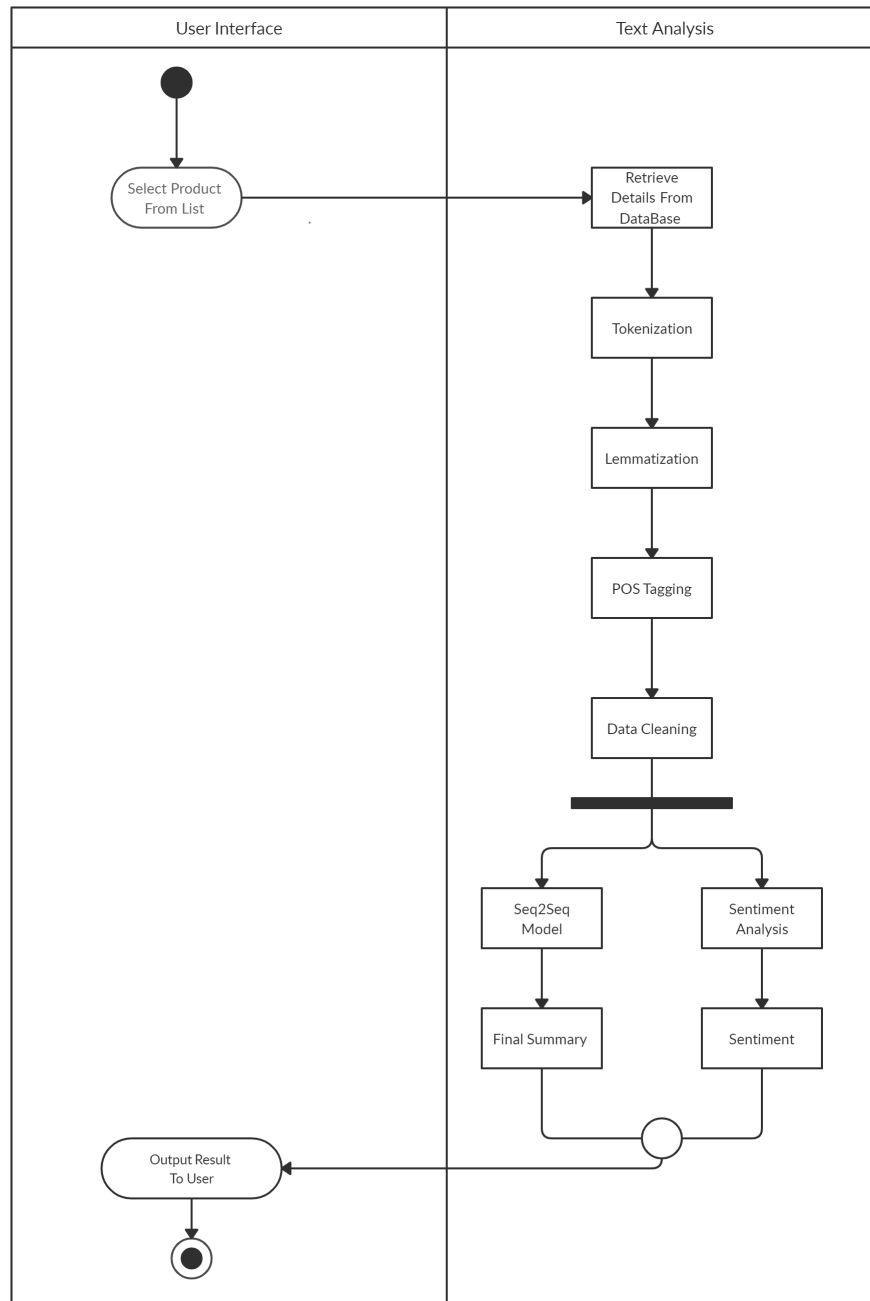 User Interface
Text Analysis
Select Product
From List
Retrieve
Details From
DataBase
Tokenization
Lemmatization
POS Tagging
Data Cleaning
Seq2Seq
Model
Sentiment
Analysis
Final Summary
Sentiment
Output Result
To User